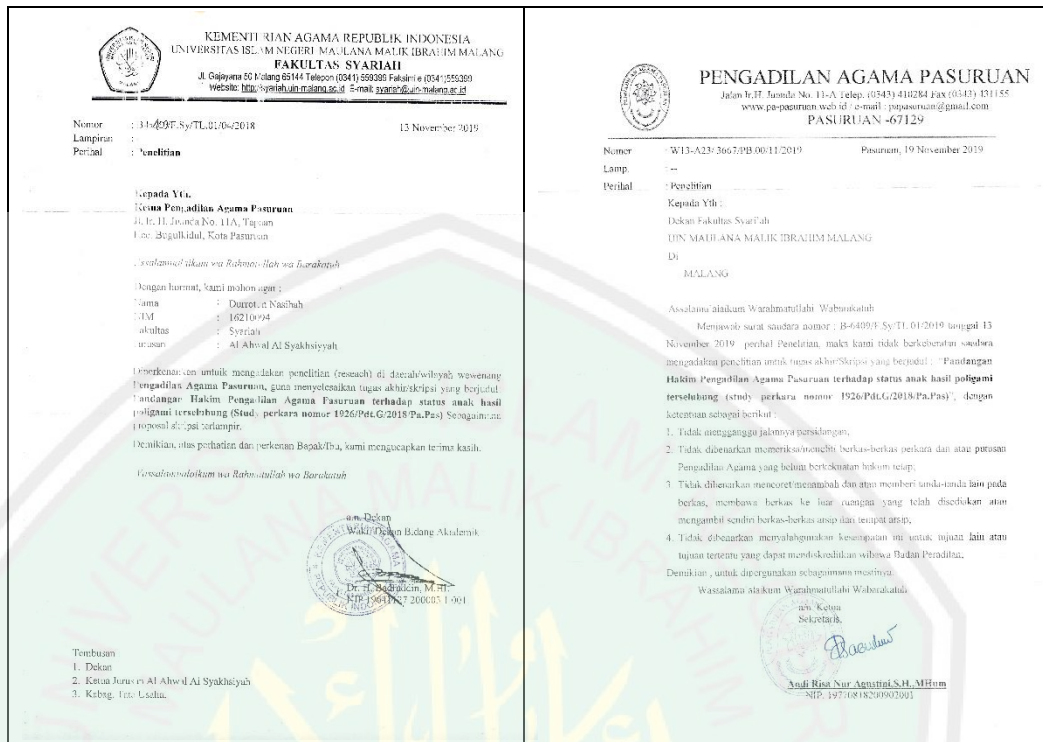 KEMENTERIAN AGAMA REPUBLIK INDONESIA
UNIVERSITAS ISLAM NEGERI MAULANA MALIK IBRAHIM MALANG
FAKULTAS SYARIAH
Jl. Gajayana 50 Malang 65144 Telepon (0341) 559399 Faksimile (0341)559399
Website: http://syariah.uin-malang.ac.id E-mail: syariah@uin-malang.ac.id
Nomor : /F.Sy/TL.01/04/2018 13 November 2019
Lampiran :
Perihal : Penelitian
Kepada Yth.
Ketua Pengadilan Agama Pasuruan
Jl. Ir. H. Juanda No. 11A, Tapaan
Kec. Bugulkidul, Kota Pasuruan
Assalamualaikum wa Rahmatullah wa Barakatuh
Dengan hormat, kami mohon agar :
Nama : Durrotun Nasihah
NIM : 16210094
Fakultas : Syariah
Jurusan : Al Ahwal Al Syakhsiyyah
Diperkenankan untuik mengadakan penelitian (reseach) di daerah/wilayah wewenang
Pengadilan Agama Pasuruan, guna menyelesaikan tugas akhir/skripsi yang berjudul:
Pandangan Hakim Pengadilan Agama Pasuruan terhadap status anak hasil
poligami terselubung (Study perkara nomor 1926/Pdt.G/2018/Pa.Pas) Sebagaimana
proposal skripsi terlampir.
Demikian, atas perhatian dan perkenan Bapak/Ibu, kami mengucapkan terima kasih.
Wassalamualaikum wa Rahmatullah wa Barakatuh
a.n. Dekan
Wakil Dekan Bidang Akademik
Dr. H. Badruddin, M.HI.
NIP 200003 1 001
Tembusan
1. Dekan
2. Ketua Jurusan Al Ahwal Al Syakhsiyah
3. Kabag. Tata Usaha.
PENGADILAN AGAMA PASURUAN
Jalan Ir.H. Juanda No. 11-A Telep. (0343) 410284 Fax (0343) 431155
www.pa-pasuruan.web.id / e-mail : papasuruan@gmail.com
PASURUAN -67129
Nomer : W13-A23/ 3667/PB.00/11/2019 Pasuruan, 19 November 2019
Lamp. : --
Perihal : Penelitian
Kepada Yth :
Dekan Fakultas Syari'ah
UIN MAULANA MALIK IBRAHIM MALANG
Di
MALANG
Assalamu'alaikum Warahmatullahi Wabarakatuh
Menjawab surat saudara nomor : B-6409/F.Sy/TL.01/2019 tanggal 13
November 2019 perihal Penelitian, maka kami tidak berkeberatan saudara
mengadakan penelitian untuk tugas akhir/Skripsi yang berjudul : "Pandangan
Hakim Pengadilan Agama Pasuruan terhadap status anak hasil poligami
terselubung (study perkara nomor 1926/Pdt.G/2018/Pa.Pas)", dengan
ketentuan sebagai berikut :
1. Tidak mengganggu jalannya persidangan;
2. Tidak dibenarkan memeriksa/meneliti berkas-berkas perkara dan atau putusan
Pengadilan Agama yang belum berkekuatan hukum tetap;
3. Tidak dibenarkan mencoret/menambah dan atau memberi tanda-tanda lain pada
berkas, membawa berkas ke luar ruangan yang telah disediakan atau
mengambil sendiri berkas-berkas arsip dari tempat arsip;
4. Tidak dibenarkan menyalahgunakan kesempatan ini untuk tujuan lain atau
tujuan tertentu yang dapat mendiskreditkan wibawa Badan Peradilan;
Demikian , untuk dipergunakan sebagaimana mestinya.
Wassalamu'alaikum Warahmatullahi Wabarakatuh
a.n. Ketua
Sekretaris,
Andi Risa Nur Agustini,S.H.,MHum
NIP. 19770818200902001